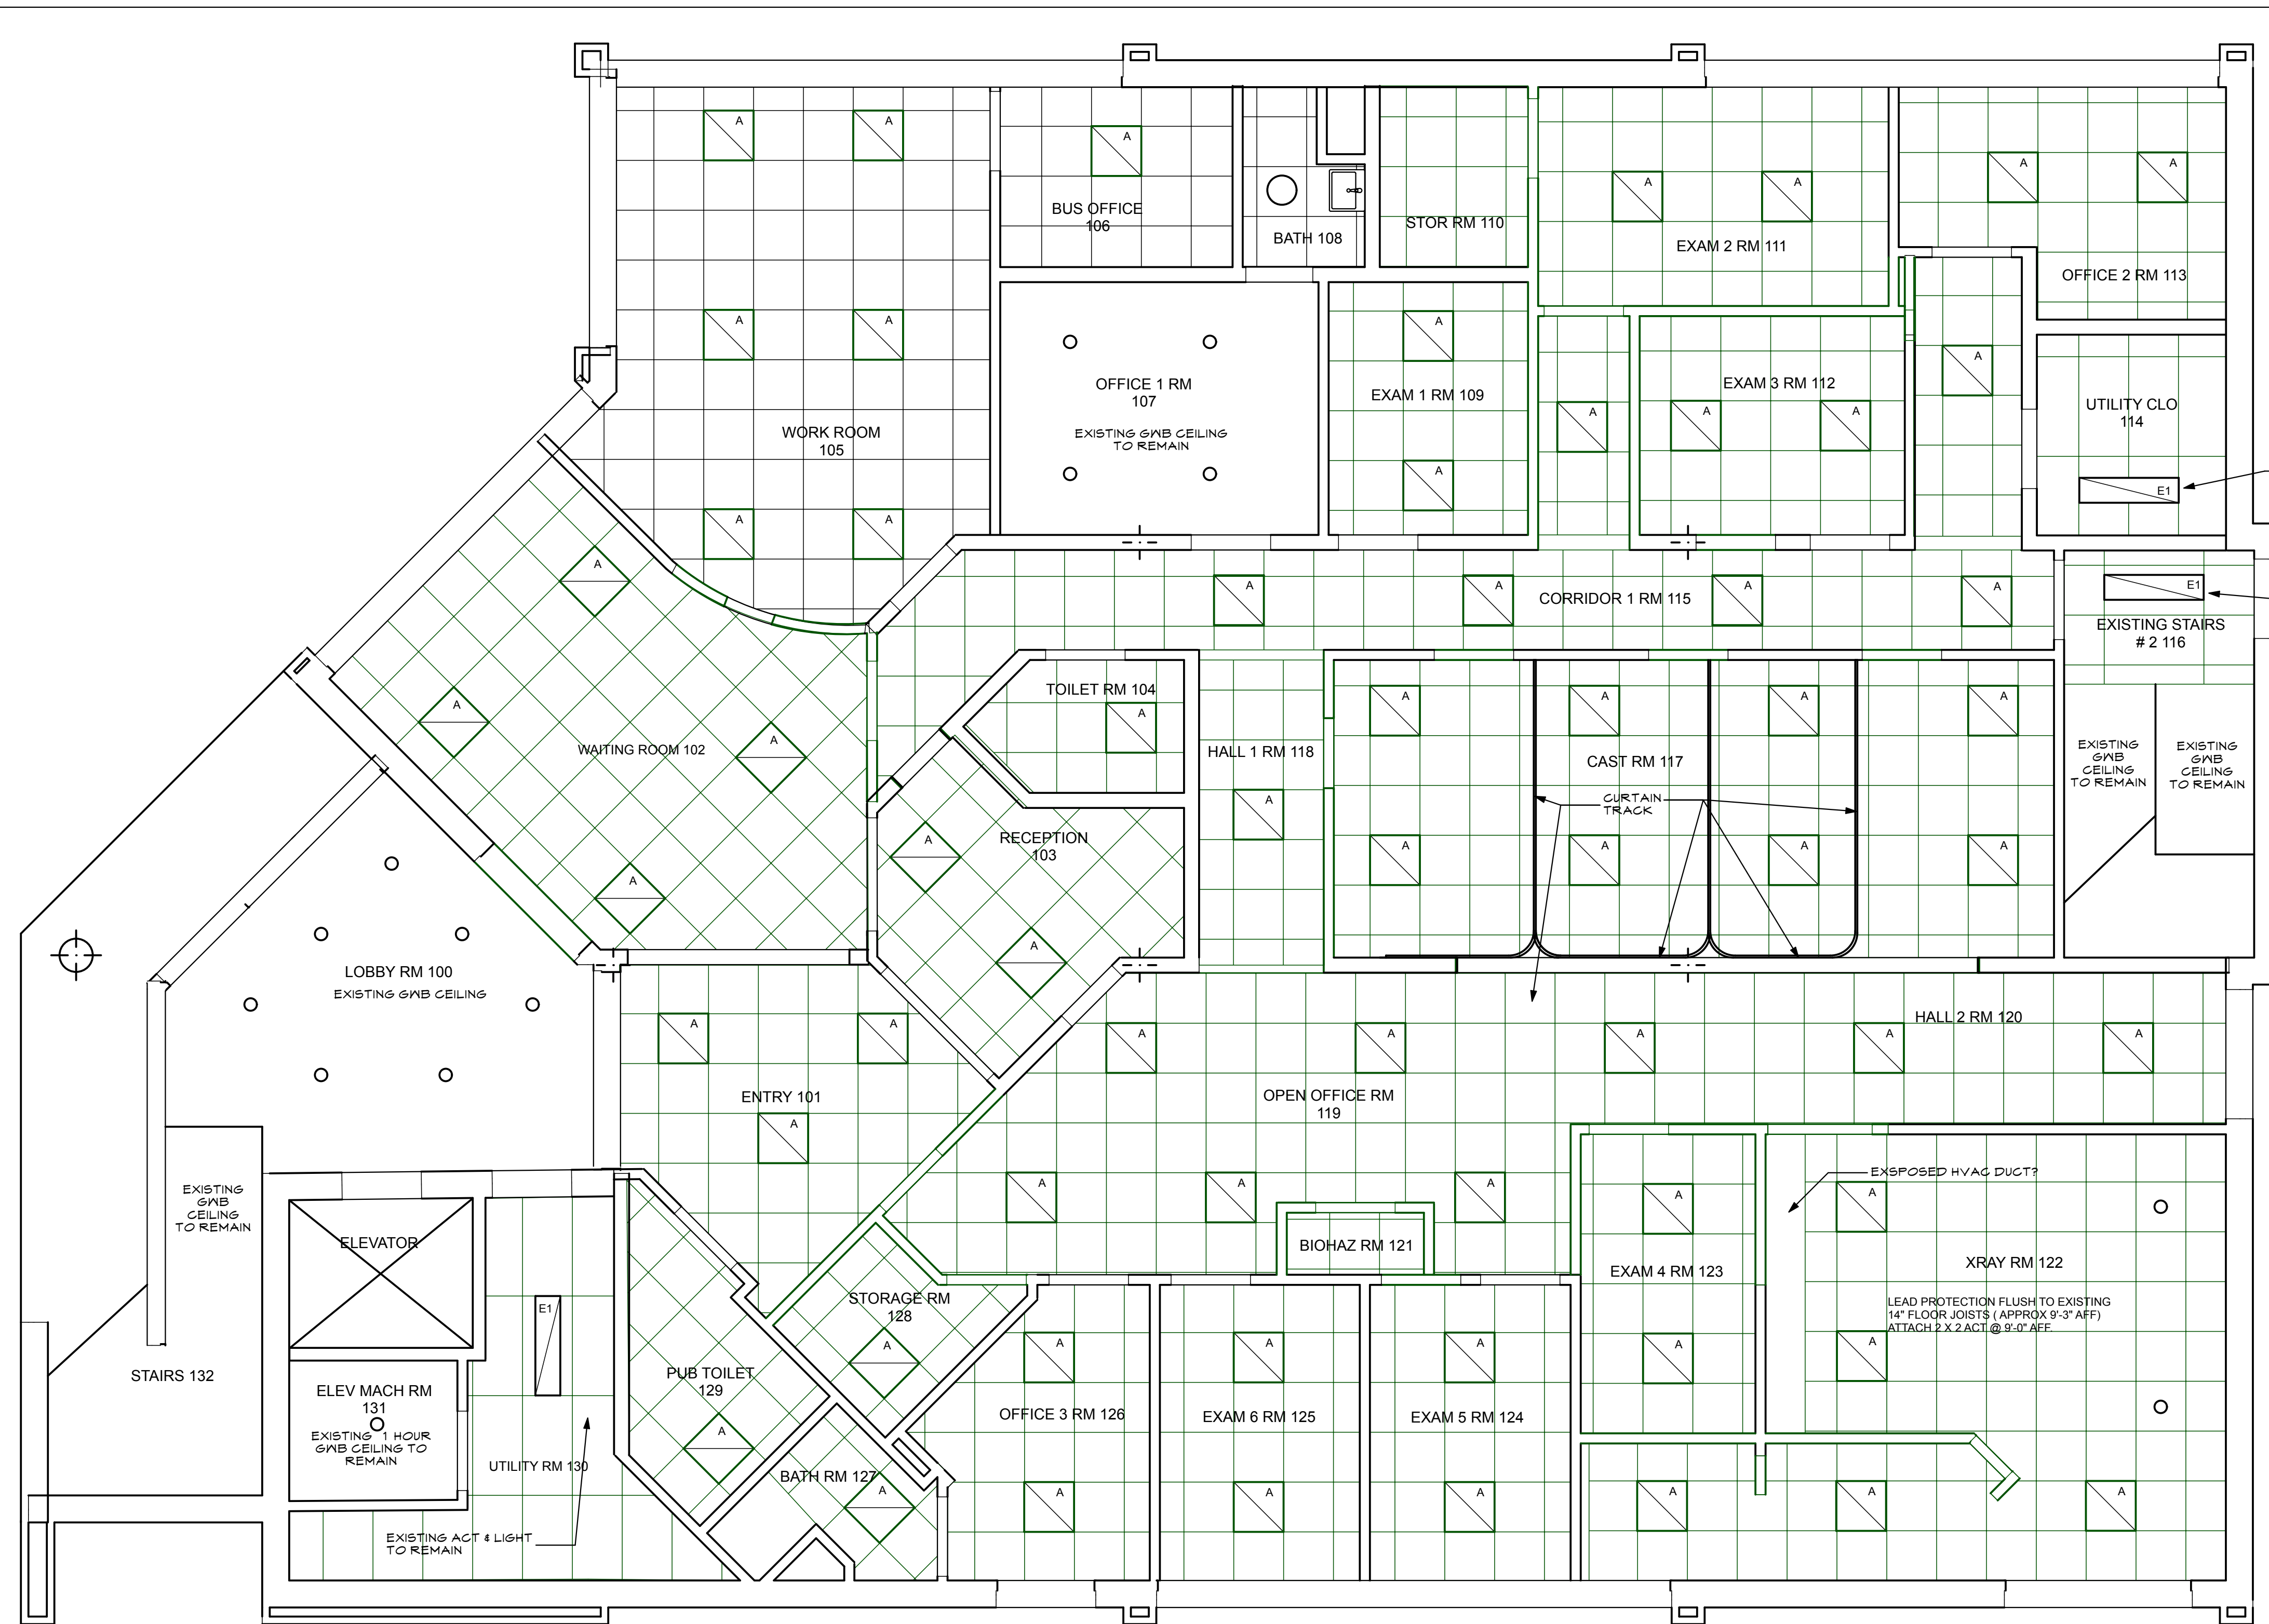 A
A
A
BUS OFFICE
106
BATH 108
STOR RM 110
A
A
EXAM 2 RM 111
A
A
OFFICE 2 RM 113
A
A
WORK ROOM
105
A
A
OFFICE 1 RM
107
EXISTING GWB CEILING
TO REMAIN
A
EXAM 1 RM 109
A
A
EXAM 3 RM 112
A
A
A
UTILITY CLO
114
E1
A
A
WAITING ROOM 102
A
A
A
A
CORRIDOR 1 RM 115
A
A
E1
EXISTING STAIRS
# 2 116
EXISTING
GWB
CEILING
TO REMAIN
EXISTING
GWB
CEILING
TO REMAIN
TOILET RM 104
A
HALL 1 RM 118
A
A
A
A
A
CAST RM 117
CURTAIN
TRACK
A
A
A
A
A
RECEPTION
103
A
LOBBY RM 100
EXISTING GWB CEILING
A
A
ENTRY 101
A
A
A
A
A
A
HALL 2 RM 120
OPEN OFFICE RM
119
A
A
A
BIOHAZ RM 121
EXISTING
GWB
CEILING
TO REMAIN
ELEVATOR
STAIRS 132
ELEV MACH RM
131
EXISTING 1 HOUR
GWB CEILING TO
REMAIN
E1
UTILITY RM 130
EXISTING ACT & LIGHT
TO REMAIN
PUB TOILET
129
A
STORAGE RM
128
A
BATH RM 127
A
A
OFFICE 3 RM 126
A
A
EXAM 6 RM 125
A
A
EXAM 5 RM 124
A
A
EXAM 4 RM 123
A
EXSPOSED HVAC DUCT?
A
XRAY RM 122
LEAD PROTECTION FLUSH TO EXISTING
14" FLOOR JOISTS ( APPROX 9'-3" AFF)
ATTACH 2 X 2 ACT @ 9'-0" AFF.
A
A
A
A